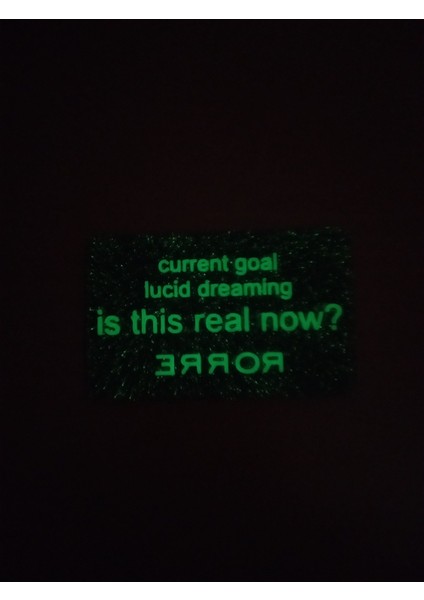 current goal
lucid dreaming
is this real now?
ƎЯЯOЯ